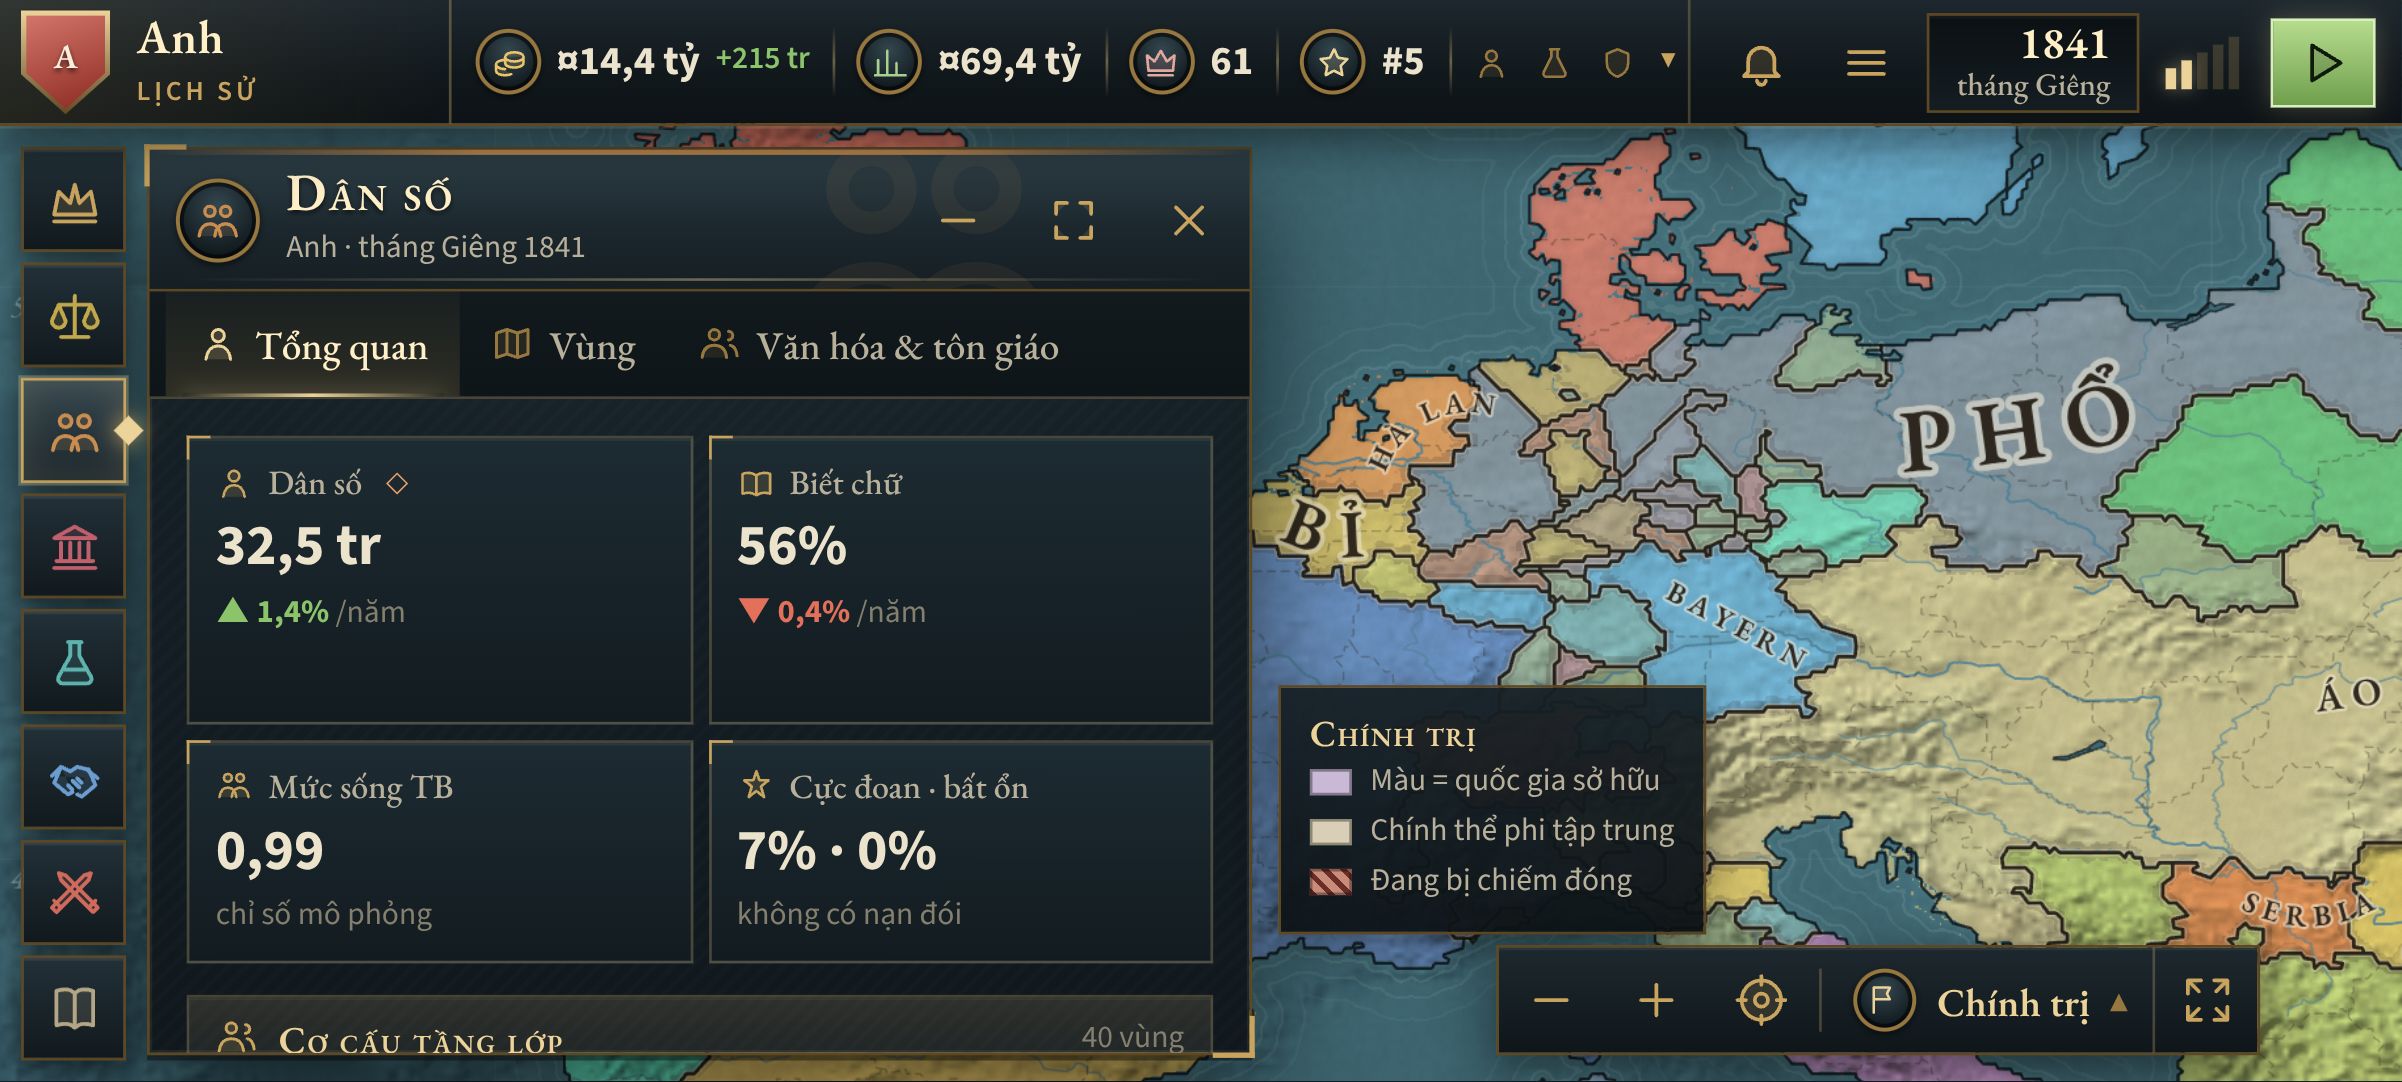 A
Anh
LỊCH SỬ
¤14,4 tỷ +215 tr
¤69,4 tỷ
61
#5
1841
tháng Giêng
Dân số
Anh · tháng Giêng 1841
Tổng quan
Vùng
Văn hóa & tôn giáo
Dân số
32,5 tr
1,4% /năm
Biết chữ
56%
0,4% /năm
Mức sống TB
0,99
chỉ số mô phỏng
Cực đoan · bất ổn
7% · 0%
không có nạn đói
Cơ cấu tầng lớp
40 vùng
HÀ LAN
BỈ
PHỔ
BAYERN
ÁO
SERBIA
Chính trị
Màu = quốc gia sở hữu
Chính thể phi tập trung
Đang bị chiếm đóng
Chính trị